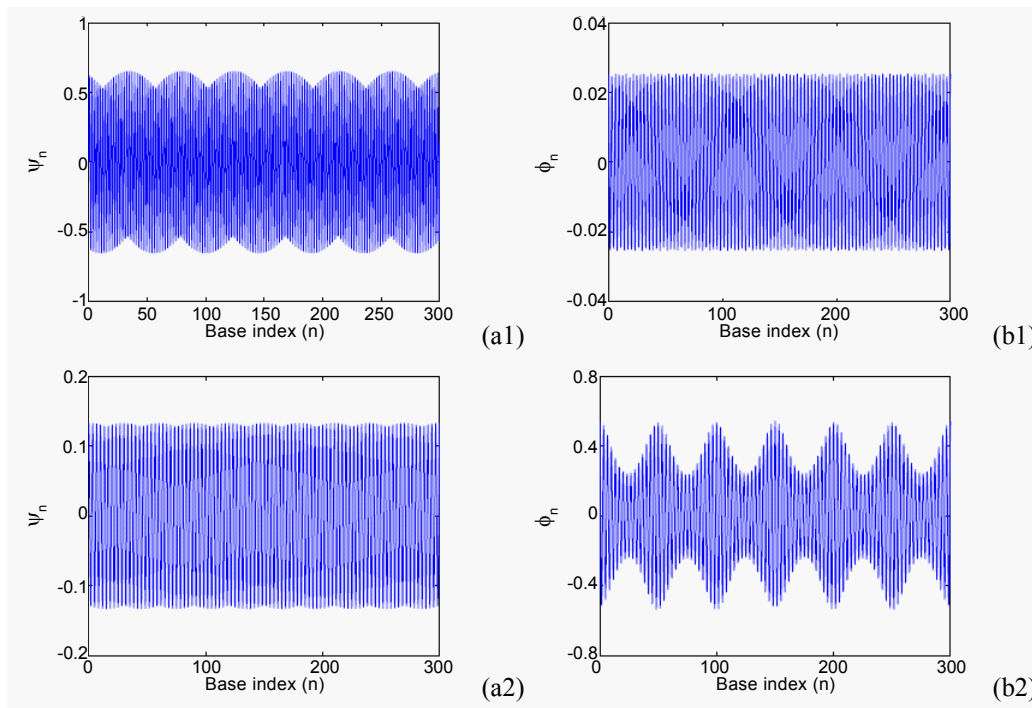 1
0.5
0
-0.5
-1
ψn
0 50 100 150 200 250 300
Base index (n)
(a1)
0.04
0.02
0
-0.02
-0.04
ϕn
0 100 200 300
Base index (n)
(b1)
0.2
0.1
0
-0.1
-0.2
ψn
0 100 200 300
Base index (n)
(a2)
0.8
0.4
0
-0.4
-0.8
ϕn
0 100 200 300
Base index (n)
(b2)